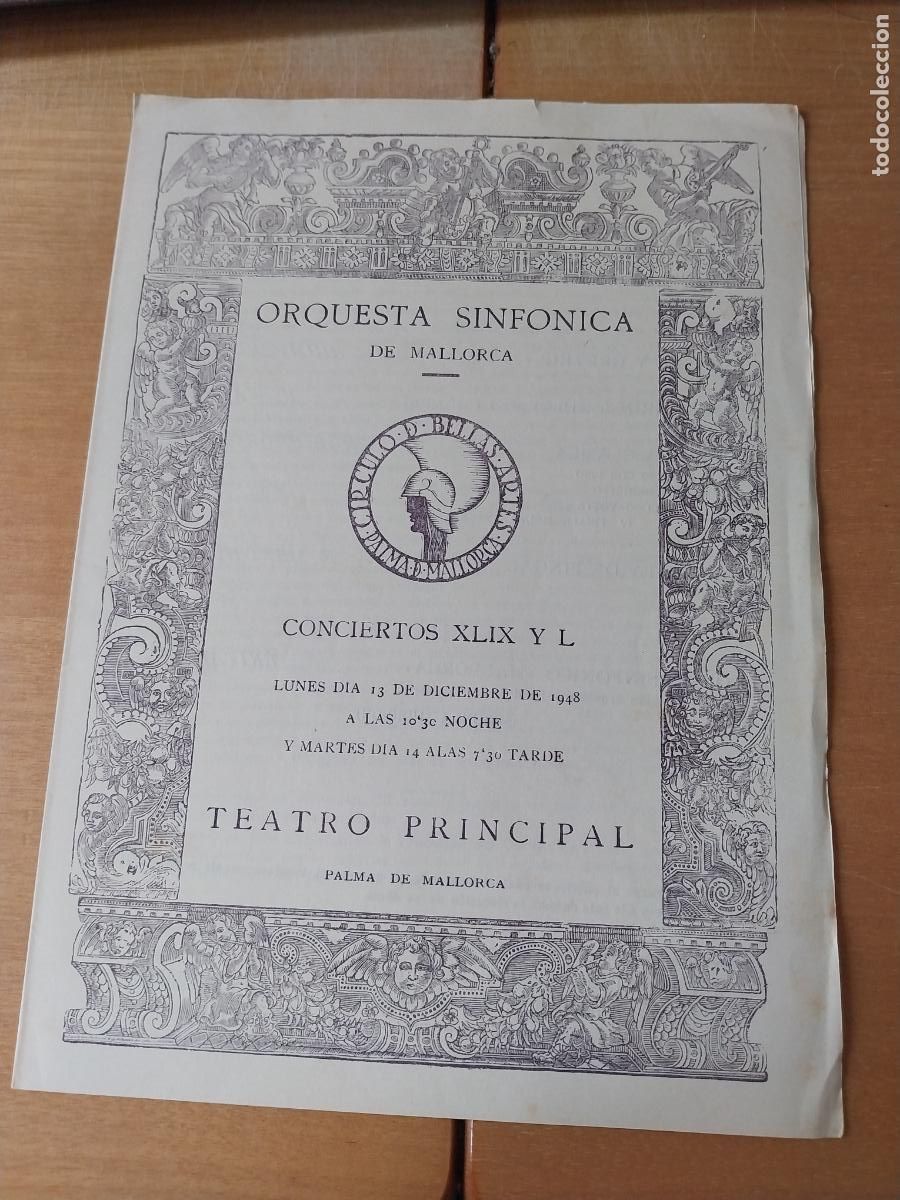 ORQUESTA SINFONICA
DE MALLORCA
CIRCULO · D · BELLAS · ARTES ·
PALMA · D · MALLORCA
CONCIERTOS XLIX Y L
LUNES DIA 13 DE DICIEMBRE DE 1948
A LAS 10‘30 NOCHE
Y MARTES DIA 14 ALAS 7‘30 TARDE
TEATRO PRINCIPAL
PALMA DE MALLORCA
todocoleccion